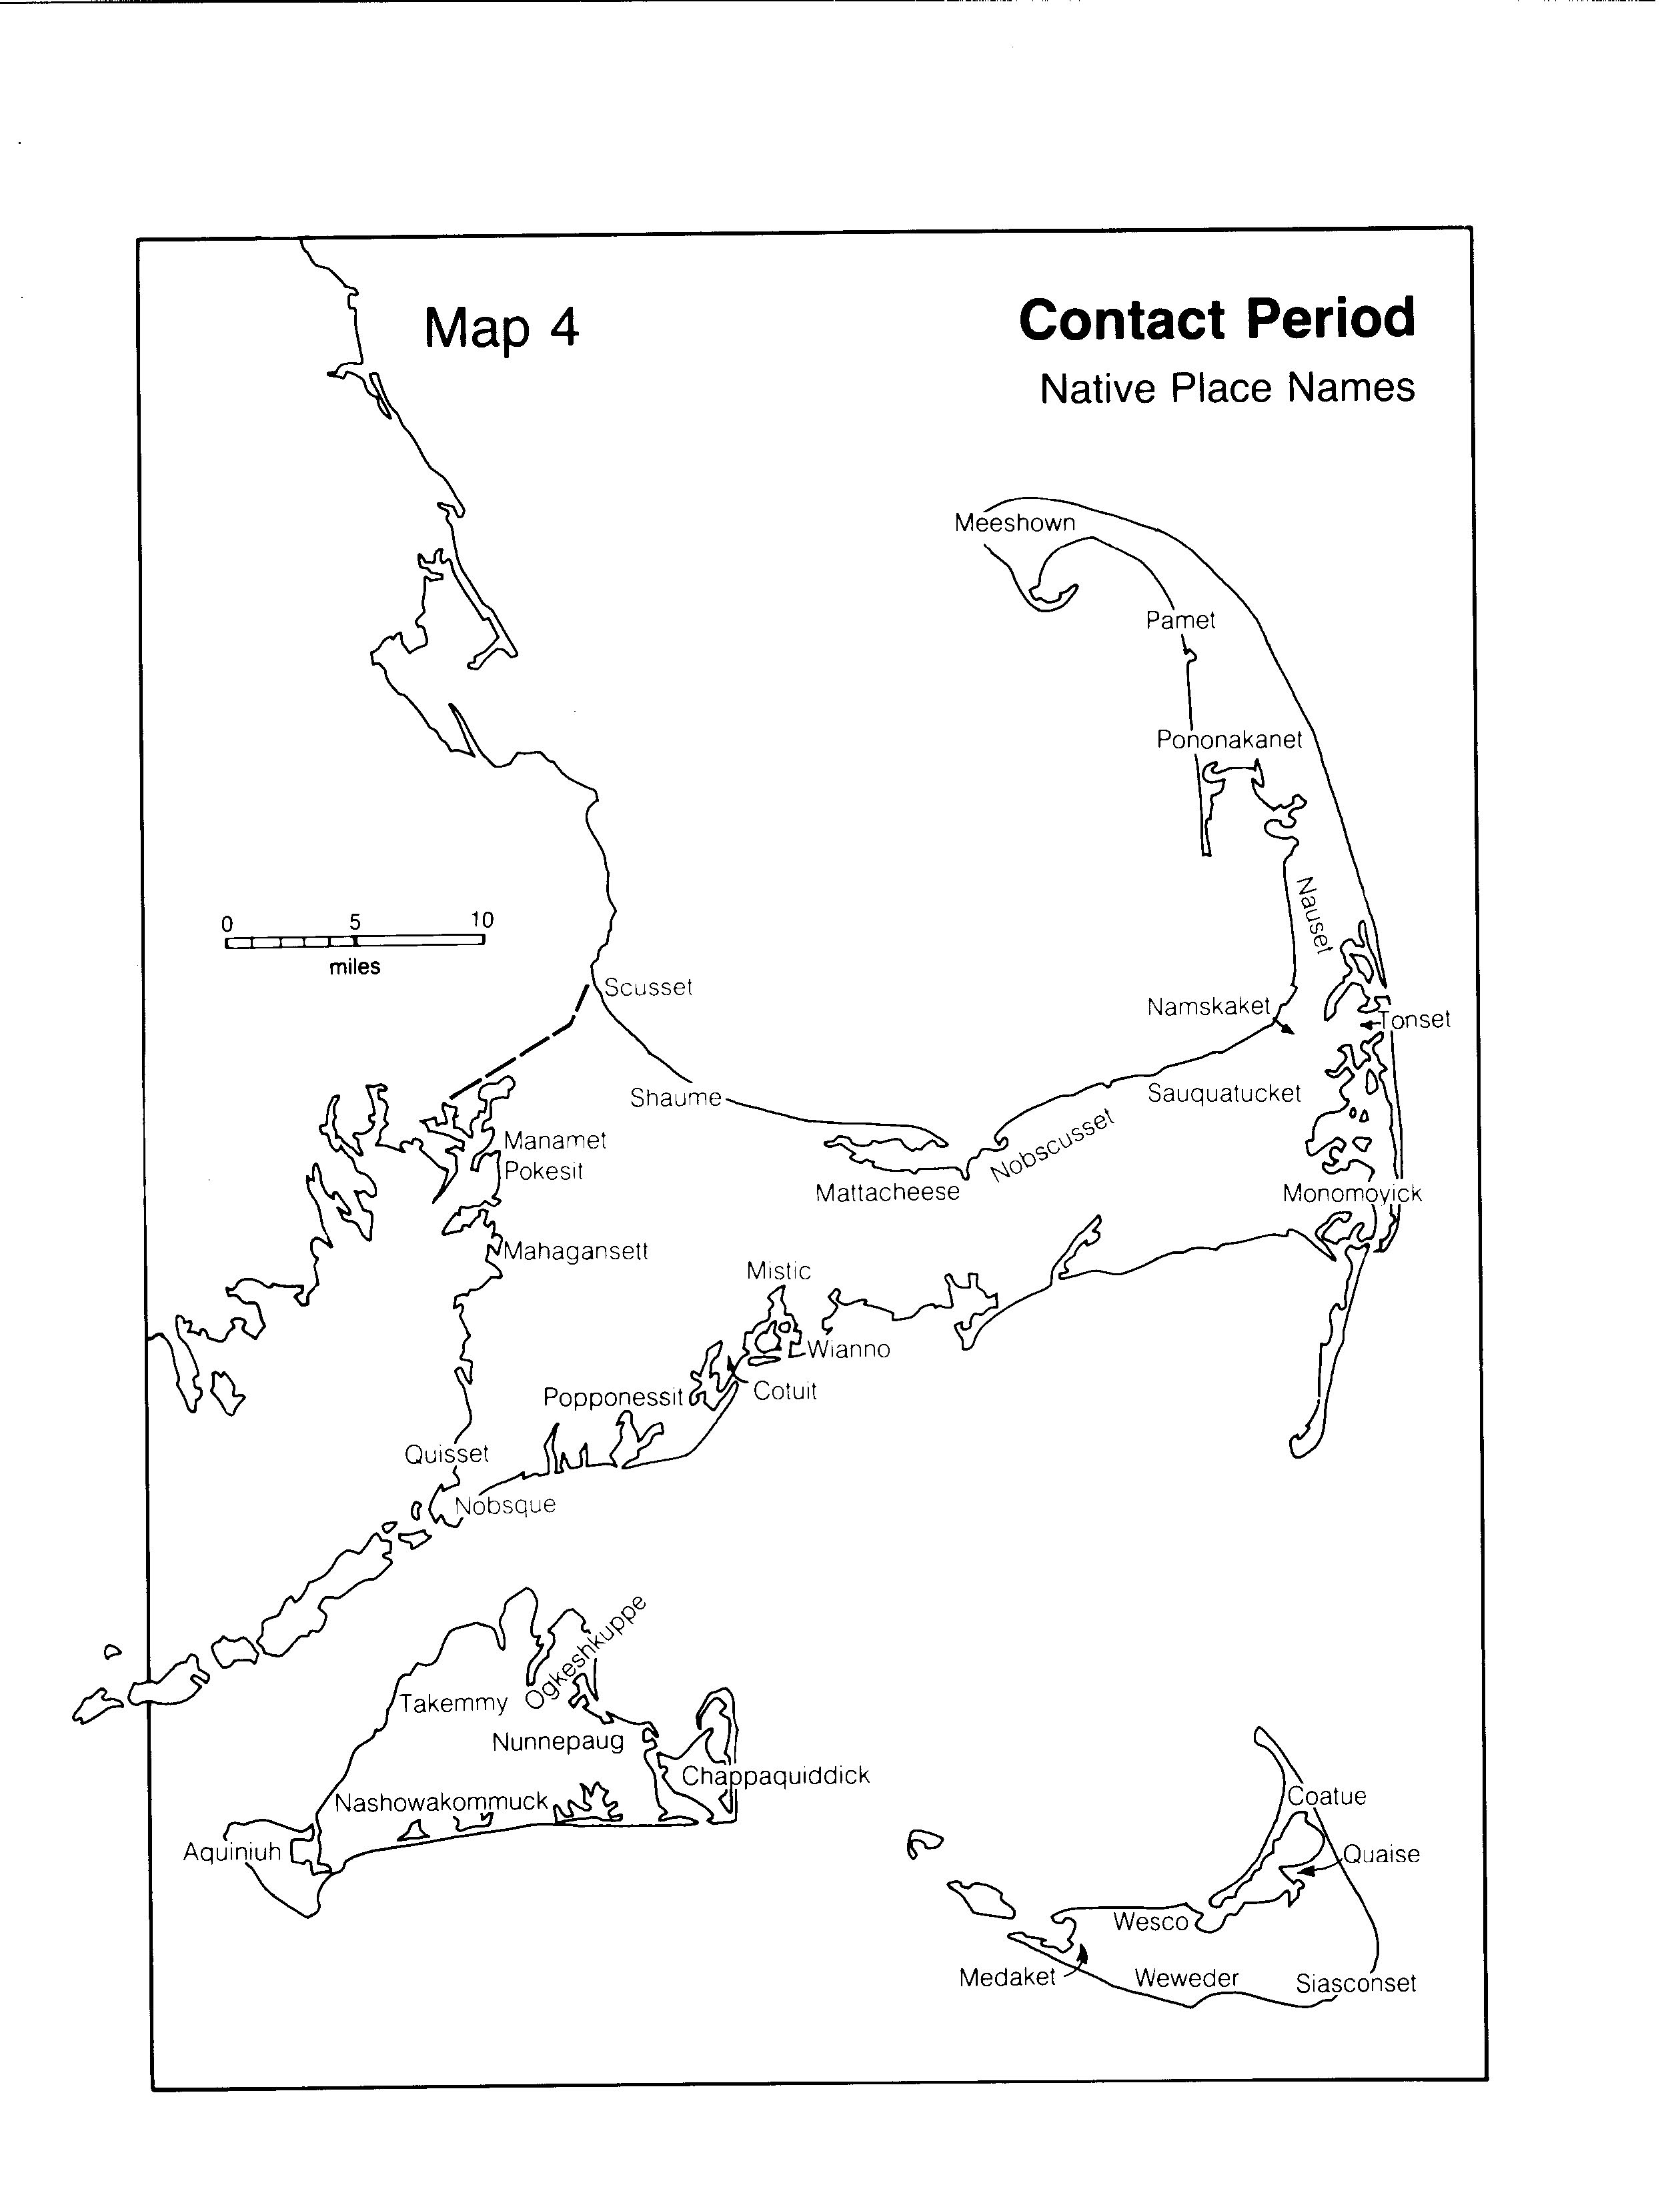 Map 4
Contact Period
Native Place Names
Meeshown
Pamet
Pononakanet
Nauset
0 5 10
miles
Scusset
Namskaket
Tonset
Shaume
Sauquatucket
Nobscusset
Manamet
Pokesit
Mattacheese
Monomoyick
Mahagansett
Mistic
Wianno
Cotuit
Popponessit
Quisset
Nobsque
Ogkeshkuppe
Takemmy
Nunnepaug
Chappaquiddick
Nashowakommuck
Aquiniuh
Coatue
Quaise
Wesco
Medaket
Weweder
Siasconset